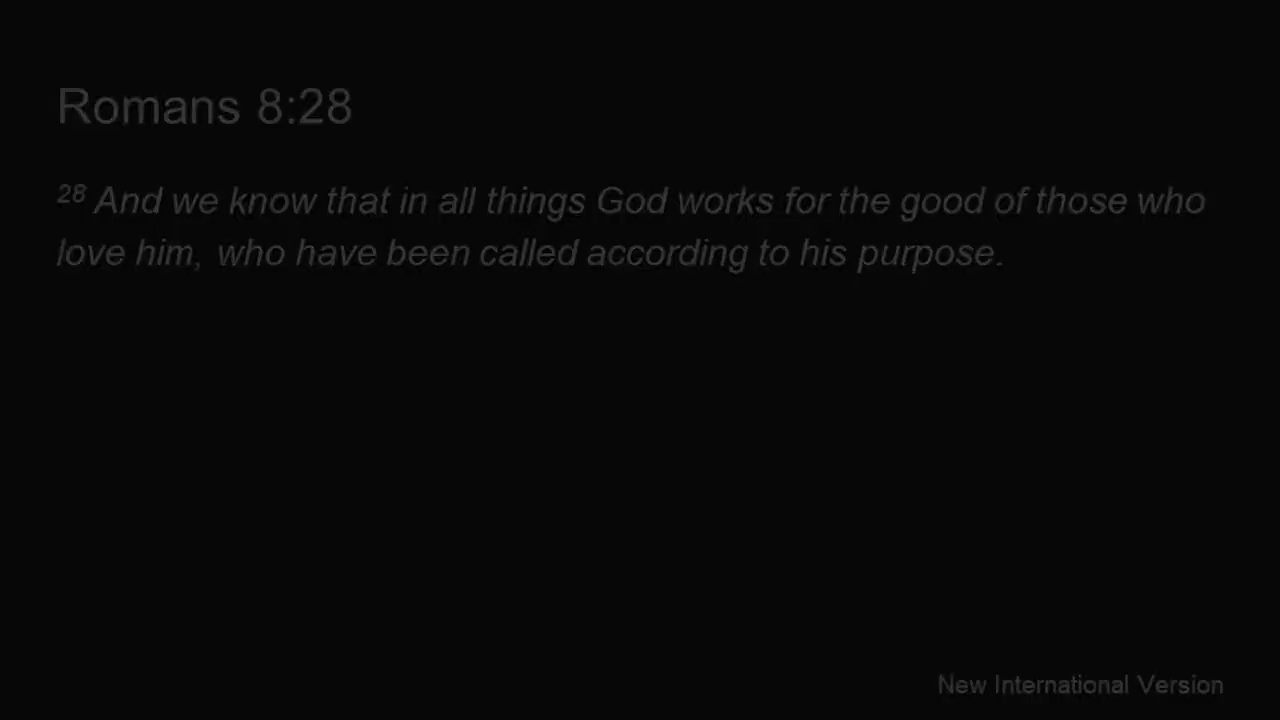 Romans 8:28
28 And we know that in all things God works for the good of those who
love him, who have been called according to his purpose.
New International Version